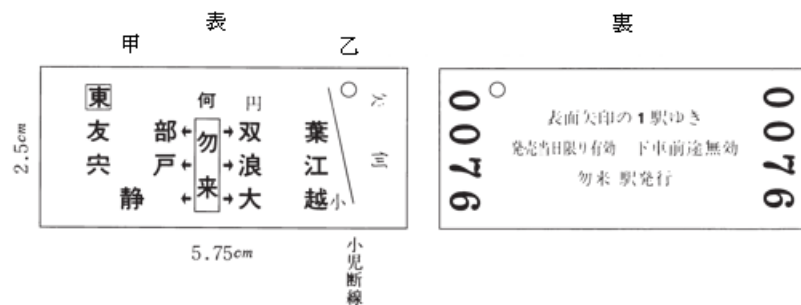 表
甲
乙
裏
東
何
円
友部←勿来→双葉
宍戸←→浪江
静←→大越
小
何
2.5cm
5.75cm
小児断線
0076
表面矢印の1駅ゆき
発売当日限り有効 下車前途無効
勿来 駅発行
0076